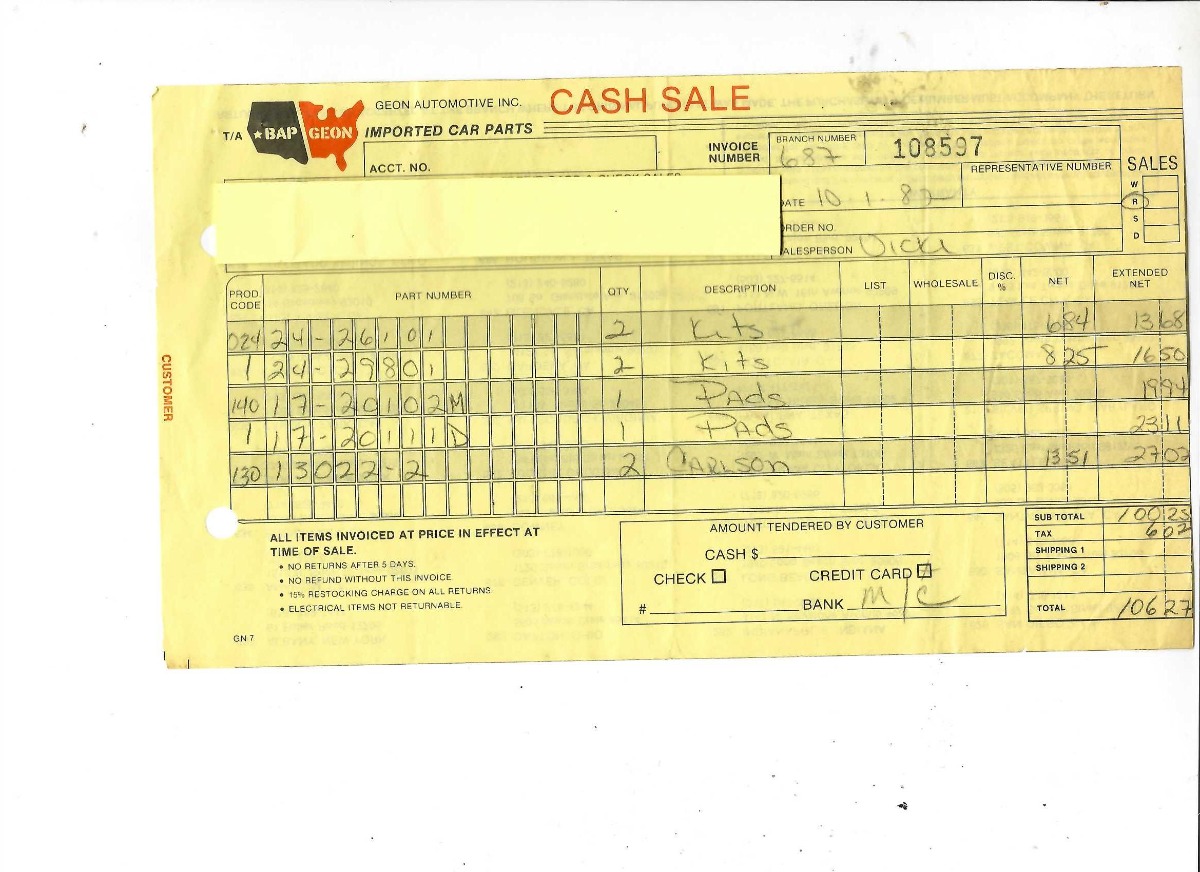 GEON AUTOMOTIVE INC. CASH SALE
T/A BAP GEON IMPORTED CAR PARTS
ACCT. NO.
INVOICE NUMBER
BRANCH NUMBER 687
108597
REPRESENTATIVE NUMBER
DATE 10.1.82
ORDER NO.
SALESPERSON Vicki
SALES
W
R
S
D
CUSTOMER
PROD. CODE PART NUMBER QTY. DESCRIPTION LIST WHOLESALE DISC. % NET EXTENDED NET
024 24-26101 2 Kits 684 1368
1 24-29801 2 Kits 825 1650
140 17-20102M 1 PAds 1994
1 17-20111D 1 PAds 2311
130 13022-2 2 CARLSON 1351 2702
ALL ITEMS INVOICED AT PRICE IN EFFECT AT
TIME OF SALE.
• NO RETURNS AFTER 5 DAYS.
• NO REFUND WITHOUT THIS INVOICE
• 15% RESTOCKING CHARGE ON ALL RETURNS
• ELECTRICAL ITEMS NOT RETURNABLE.
GN 7
AMOUNT TENDERED BY CUSTOMER
CASH $
CHECK CREDIT CARD
# BANK M/C
SUB TOTAL 10025
TAX 602
SHIPPING 1
SHIPPING 2
TOTAL 10627